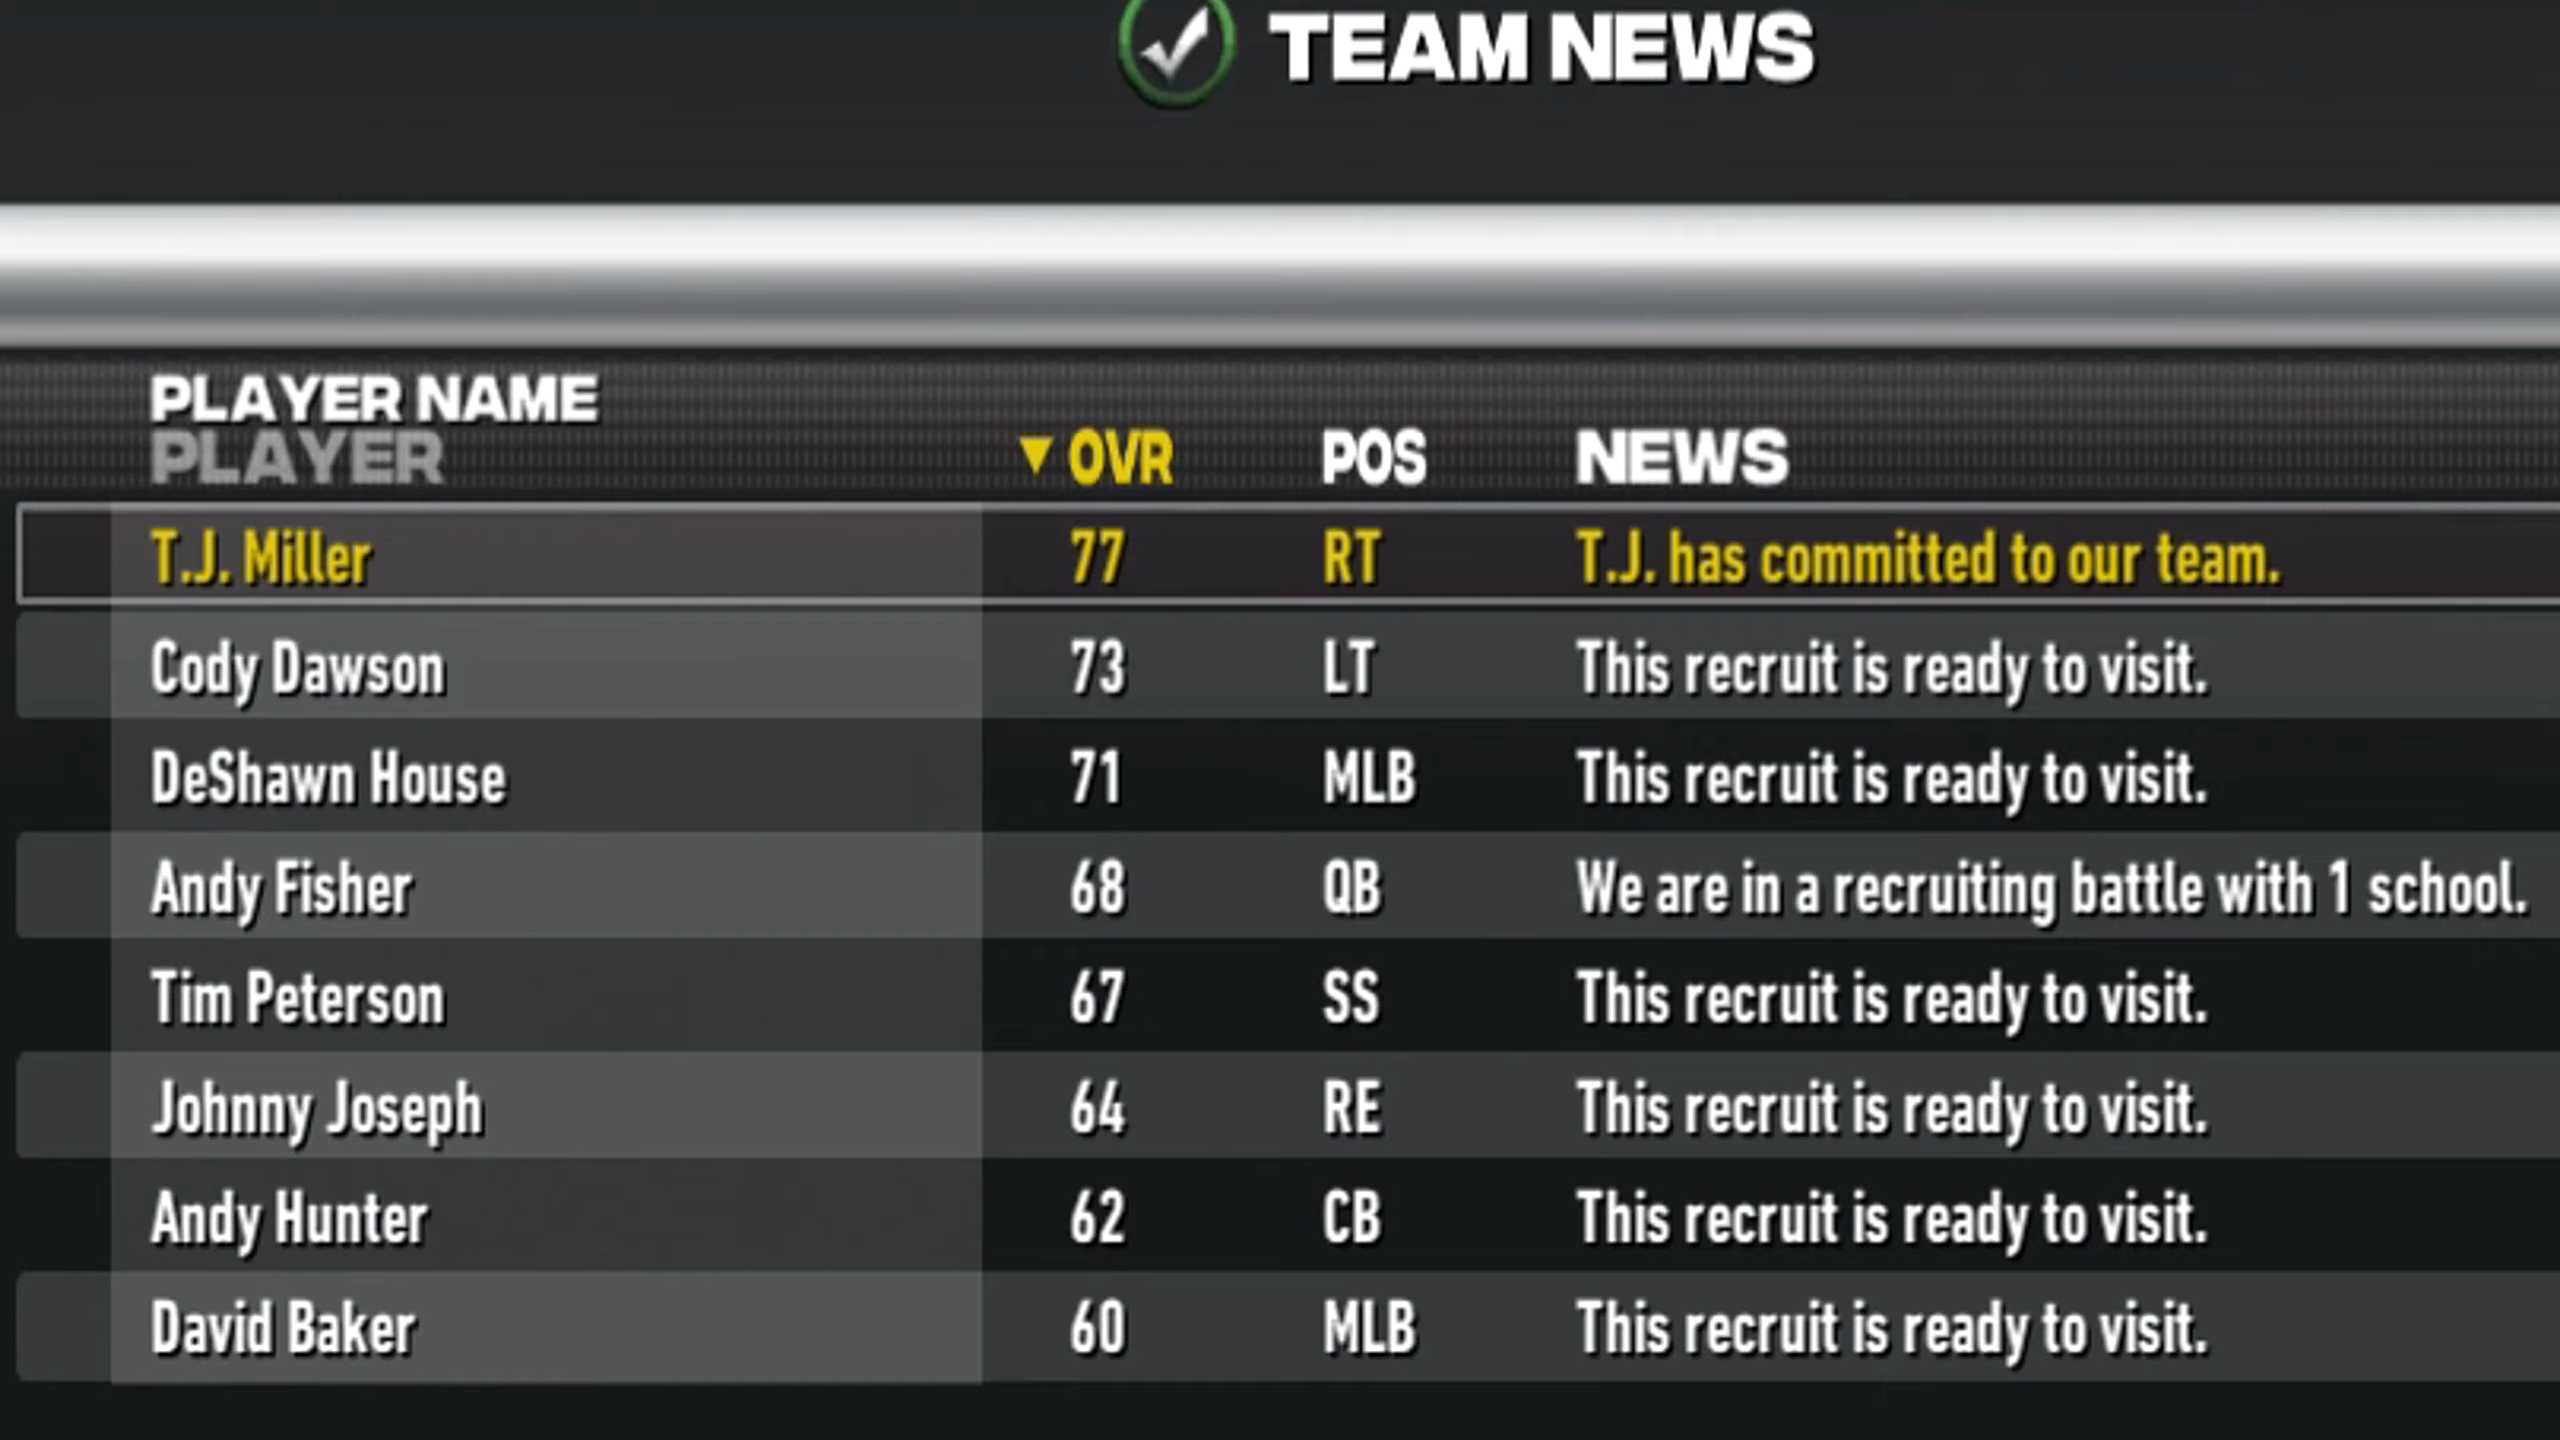 TEAM NEWS
PLAYER NAME
PLAYER OVR POS NEWS
T.J. Miller 77 RT T.J. has committed to our team.
Cody Dawson 73 LT This recruit is ready to visit.
DeShawn House 71 MLB This recruit is ready to visit.
Andy Fisher 68 QB We are in a recruiting battle with 1 school.
Tim Peterson 67 SS This recruit is ready to visit.
Johnny Joseph 64 RE This recruit is ready to visit.
Andy Hunter 62 CB This recruit is ready to visit.
David Baker 60 MLB This recruit is ready to visit.